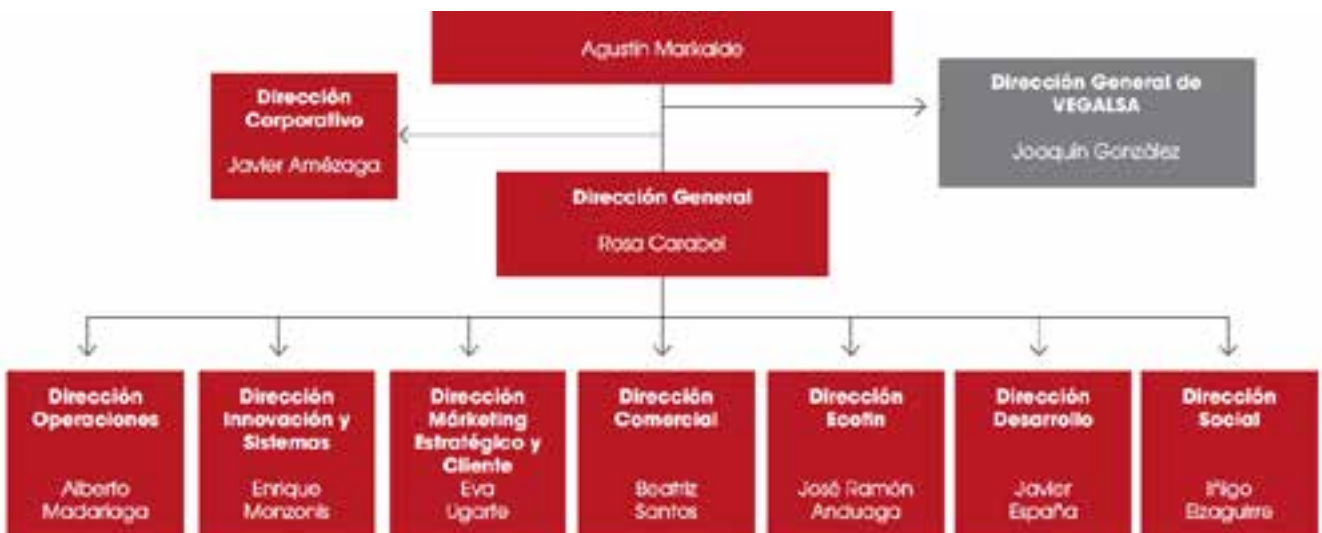 Agustín Markaide
Dirección
Corporativo
Javier Amézaga
Dirección General de
VEGALSA
Joaquín González
Dirección General
Rosa Carabel
Dirección
Operaciones
Alberto
Madariaga
Dirección
Innovación y
Sistemas
Enrique
Monzonis
Dirección
Márketing
Estratégico y
Cliente
Eva
Ugarte
Dirección
Comercial
Beatriz
Santos
Dirección
Ecofin
José Ramón
Anduaga
Dirección
Desarrollo
Javier
España
Dirección
Social
Iñigo
Eizaguirre